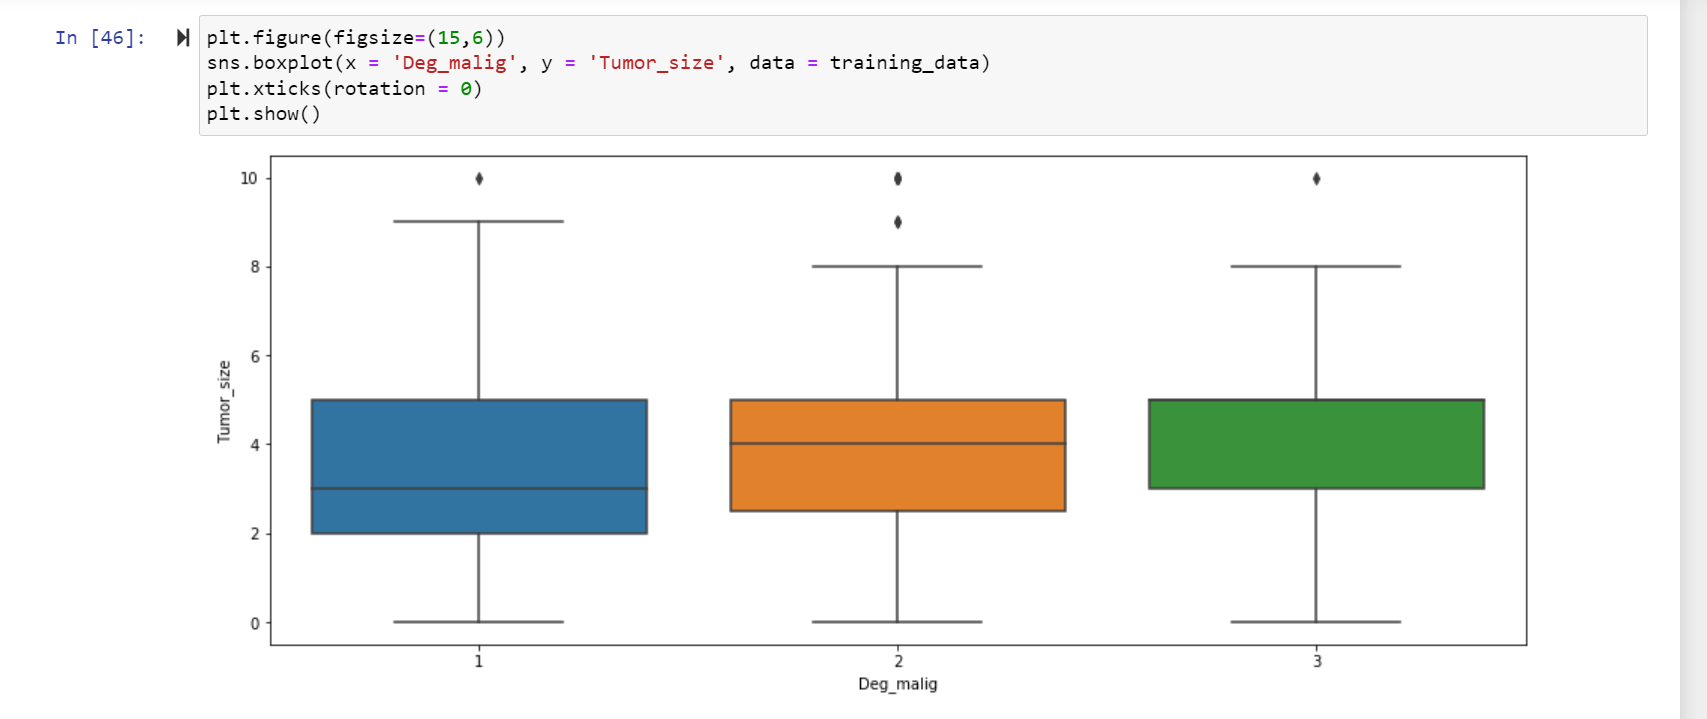 In [46]:
plt.figure(figsize=(15,6))
sns.boxplot(x = 'Deg_malig', y = 'Tumor_size', data = training_data)
plt.xticks(rotation = 0)
plt.show()
10
8
6
4
2
0
Tumor_size
1 2 3
Deg_malig